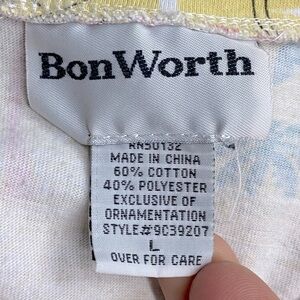 BonWorth
RN50132
MADE IN CHINA
60% COTTON
40% POLYESTER
EXCLUSIVE OF
ORNAMENTATION
STYLE#9C39207
L
OVER FOR CARE